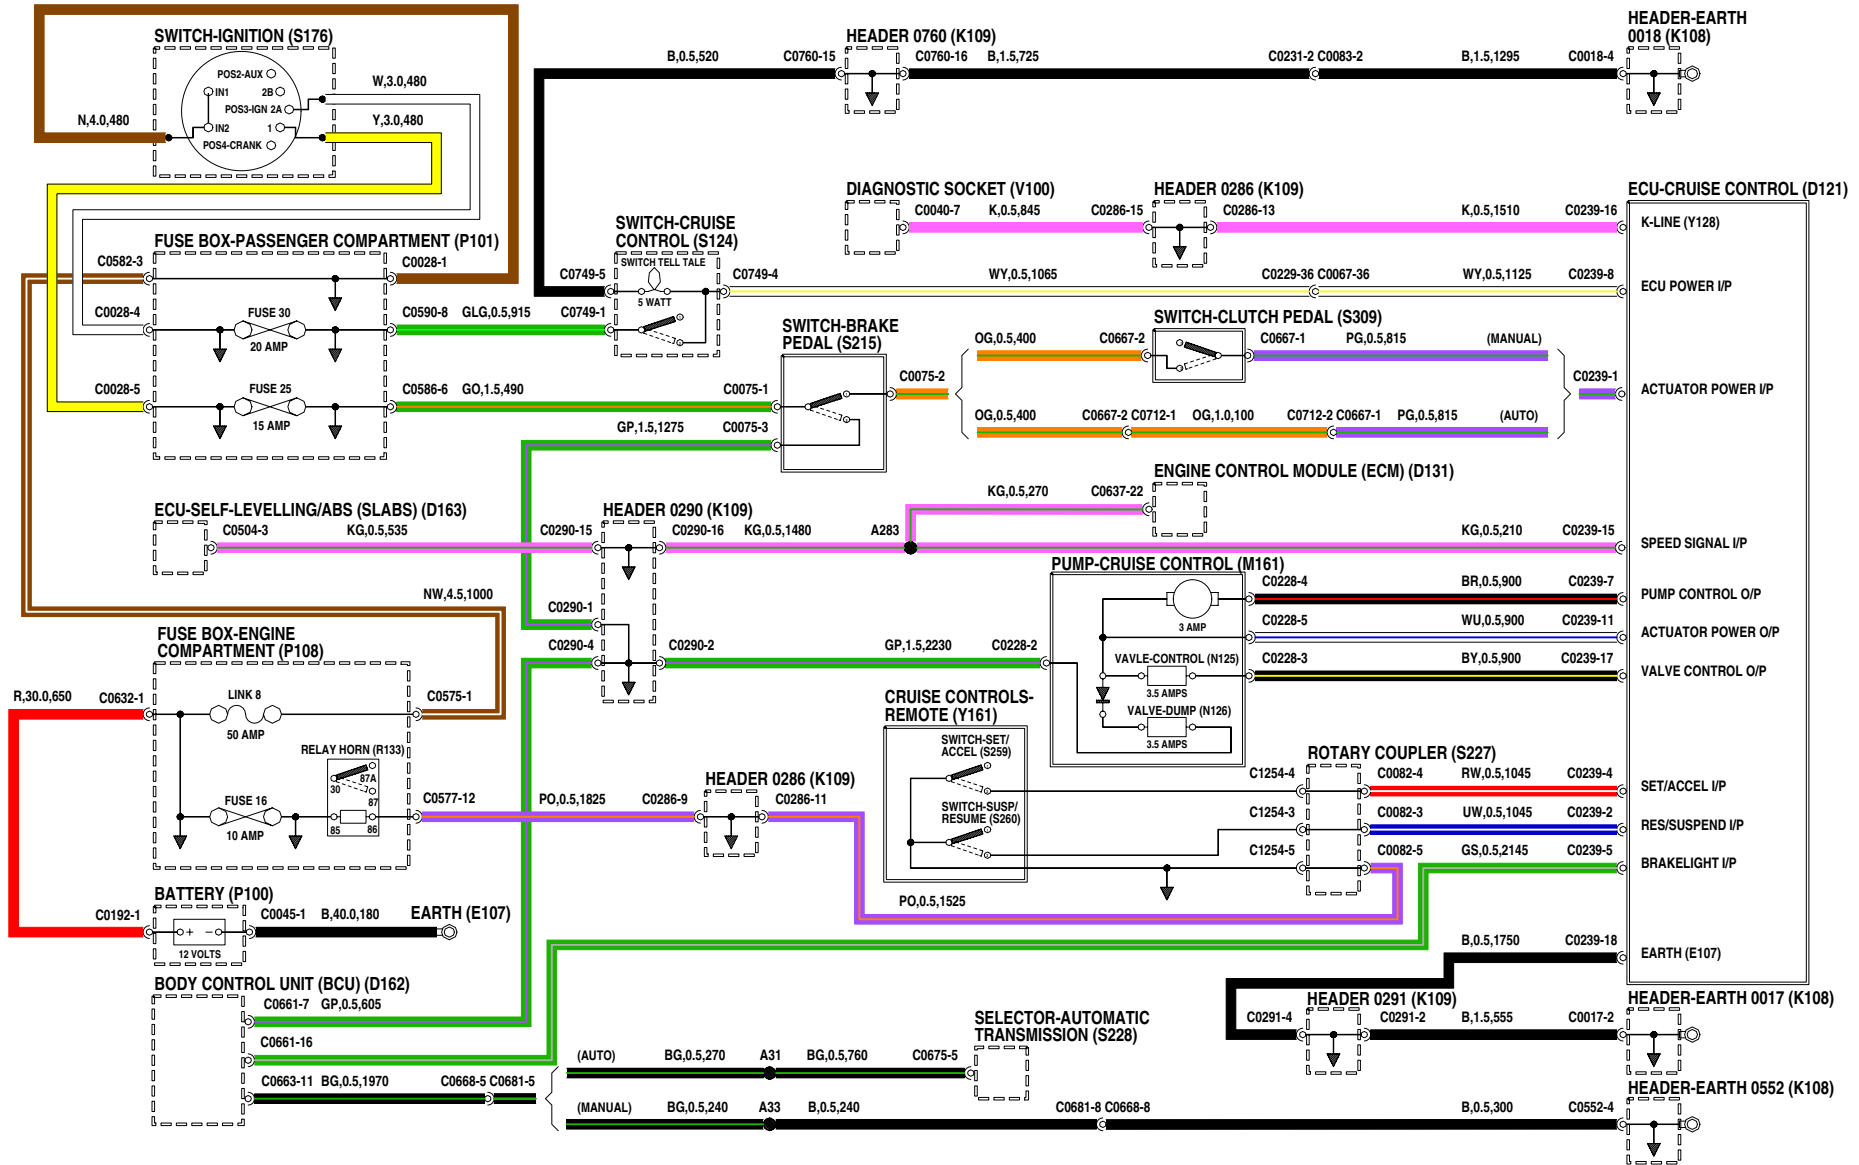 SWITCH-IGNITION (S176)
POS2-AUX
IN1
2B
POS3-IGN 2A
IN2
1
POS4-CRANK
N,4.0,480
W,3.0,480
Y,3.0,480
B,0.5,520
C0760-15
HEADER 0760 (K109)
C0760-16
B,1.5,725
C0231-2 C0083-2
B,1.5,1295
C0018-4
HEADER-EARTH
0018 (K108)
DIAGNOSTIC SOCKET (V100)
C0040-7
K,0.5,845
C0286-15
HEADER 0286 (K109)
C0286-13
K,0.5,1510
C0239-16
ECU-CRUISE CONTROL (D121)
K-LINE (Y128)
FUSE BOX-PASSENGER COMPARTMENT (P101)
C0582-3
C0028-1
C0028-4
FUSE 30
20 AMP
C0590-8
GLG,0.5,915
C0749-1
C0028-5
FUSE 25
15 AMP
C0586-6
GO,1.5,490
C0075-1
SWITCH-CRUISE
CONTROL (S124)
SWITCH TELL TALE
5 WATT
C0749-5
C0749-4
WY,0.5,1065
C0229-36 C0067-36
WY,0.5,1125
C0239-8
ECU POWER I/P
SWITCH-BRAKE
PEDAL (S215)
C0075-2
GP,1.5,1275
C0075-3
SWITCH-CLUTCH PEDAL (S309)
OG,0.5,400
C0667-2
C0667-1
PG,0.5,815
(MANUAL)
C0239-1
ACTUATOR POWER I/P
OG,0.5,400
C0667-2 C0712-1
OG,1.0,100
C0712-2 C0667-1
PG,0.5,815
(AUTO)
ENGINE CONTROL MODULE (ECM) (D131)
KG,0.5,270
C0637-22
ECU-SELF-LEVELLING/ABS (SLABS) (D163)
C0504-3
KG,0.5,535
C0290-15
HEADER 0290 (K109)
C0290-16
KG,0.5,1480
A283
KG,0.5,210
C0239-15
SPEED SIGNAL I/P
PUMP-CRUISE CONTROL (M161)
3 AMP
C0228-4
BR,0.5,900
C0239-7
PUMP CONTROL O/P
C0228-5
WU,0.5,900
C0239-11
ACTUATOR POWER O/P
VAVLE-CONTROL (N125)
3.5 AMPS
C0228-3
BY,0.5,900
C0239-17
VALVE CONTROL O/P
VALVE-DUMP (N126)
3.5 AMPS
NW,4.5,1000
C0290-1
C0290-4
C0290-2
GP,1.5,2230
C0228-2
FUSE BOX-ENGINE
COMPARTMENT (P108)
R,30.0,650
C0632-1
LINK 8
50 AMP
C0575-1
RELAY HORN (R133)
87A
30
87
85
86
FUSE 16
10 AMP
C0577-12
PO,0.5,1825
C0286-9
HEADER 0286 (K109)
C0286-11
CRUISE CONTROLS-
REMOTE (Y161)
SWITCH-SET/
ACCEL (S259)
SWITCH-SUSP/
RESUME (S260)
ROTARY COUPLER (S227)
C1254-4
C0082-4
RW,0.5,1045
C0239-4
SET/ACCEL I/P
C1254-3
C0082-3
UW,0.5,1045
C0239-2
RES/SUSPEND I/P
C1254-5
C0082-5
GS,0.5,2145
C0239-5
BRAKELIGHT I/P
PO,0.5,1525
BATTERY (P100)
C0192-1
+
−
12 VOLTS
C0045-1
B,40.0,180
EARTH (E107)
B,0.5,1750
C0239-18
EARTH (E107)
BODY CONTROL UNIT (BCU) (D162)
C0661-7
GP,0.5,605
C0661-16
C0663-11
BG,0.5,1970
C0668-5 C0681-5
(AUTO)
BG,0.5,270
A31
BG,0.5,760
C0675-5
SELECTOR-AUTOMATIC
TRANSMISSION (S228)
(MANUAL)
BG,0.5,240
A33
B,0.5,240
C0681-8 C0668-8
B,0.5,300
C0552-4
HEADER 0291 (K109)
C0291-4
C0291-2
B,1.5,555
C0017-2
HEADER-EARTH 0017 (K108)
HEADER-EARTH 0552 (K108)